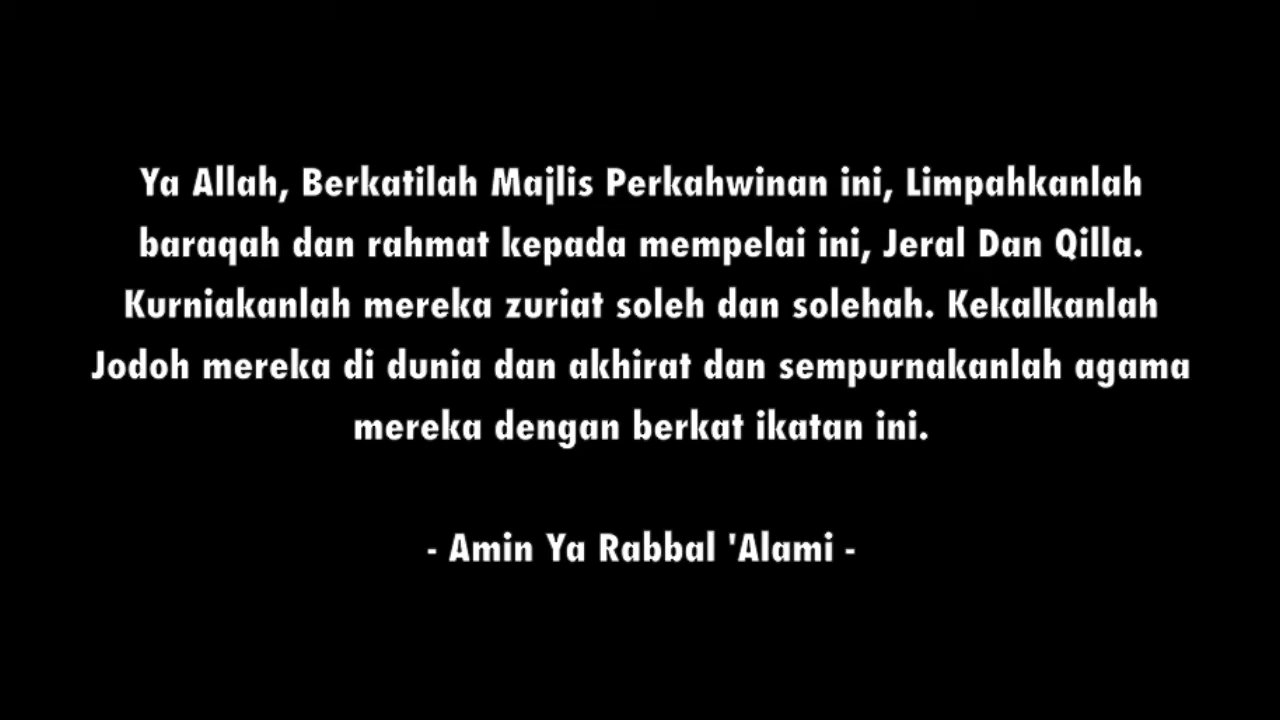 Ya Allah, Berkatilah Majlis Perkahwinan ini, Limpahkanlah
baraqah dan rahmat kepada mempelai ini, Jeral Dan Qilla.
Kurniakanlah mereka zuriat soleh dan solehah. Kekalkanlah
Jodoh mereka di dunia dan akhirat dan sempurnakanlah agama
mereka dengan berkat ikatan ini.
- Amin Ya Rabbal 'Alami -